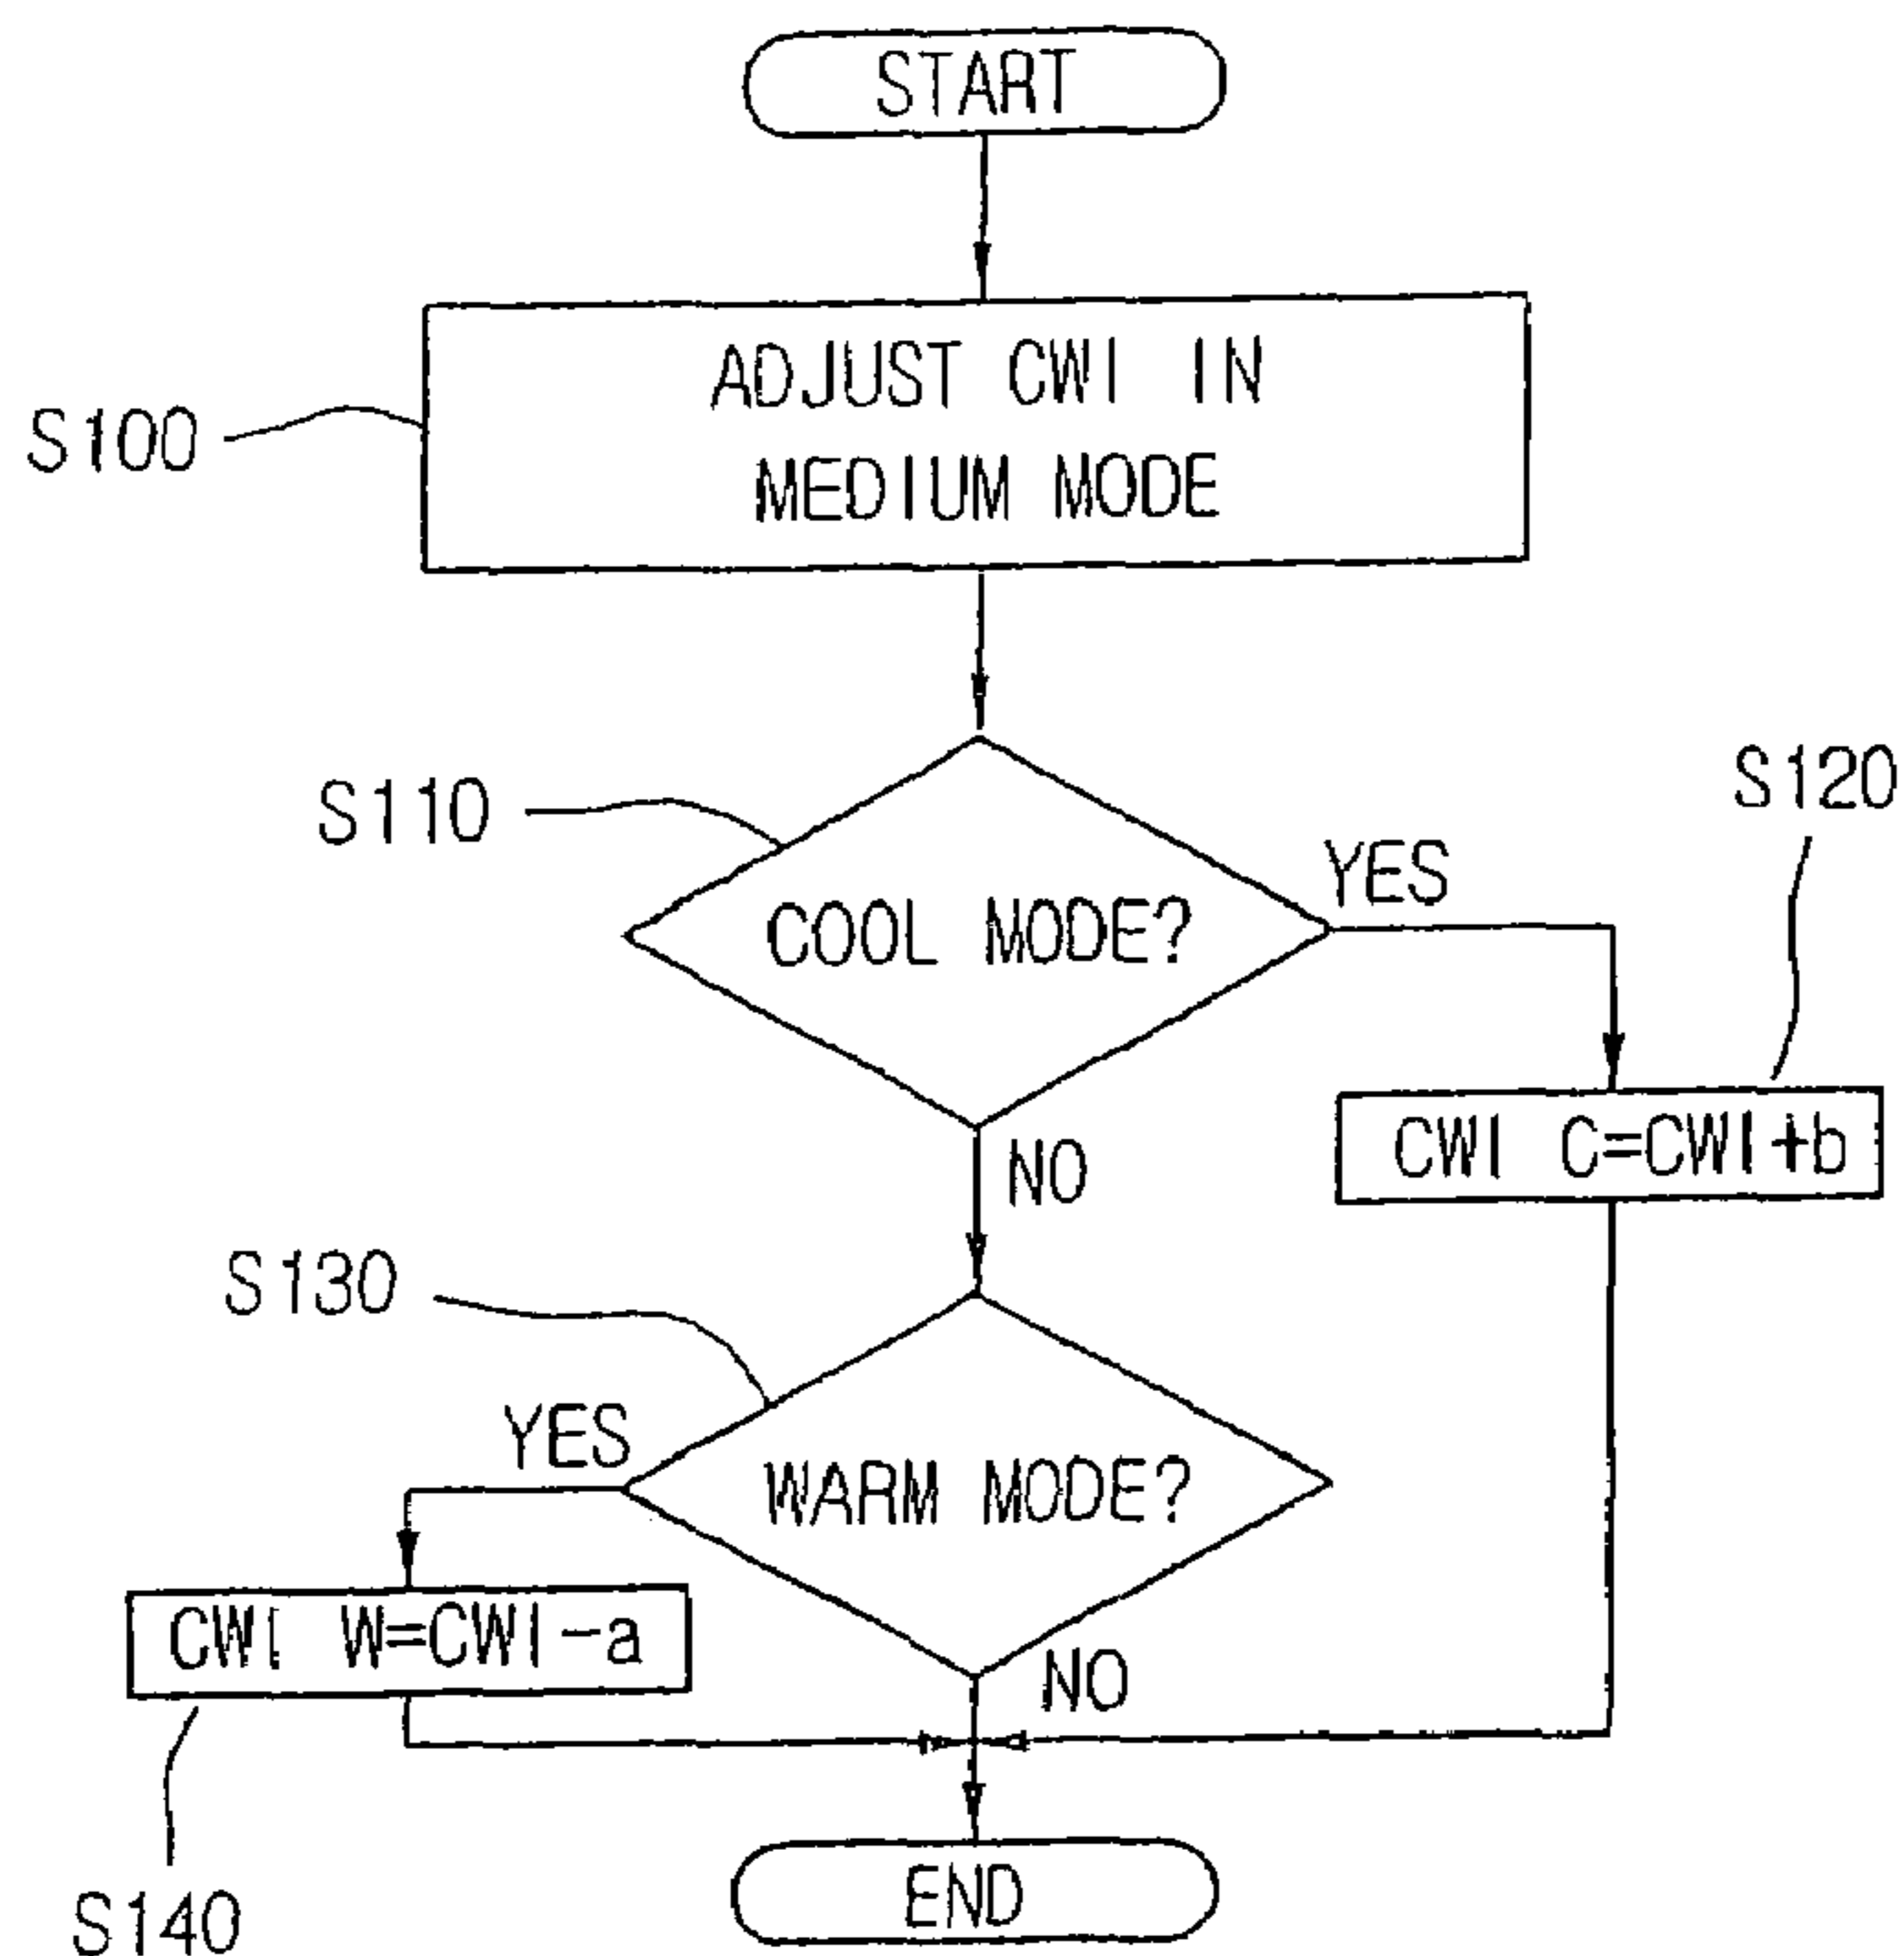 START
ADJUST CWI IN
MEDIUM MODE
S100
S110
COOL MODE?
YES
S120
CWI C=CWI+b
NO
S130
YES
WARM MODE?
CWI W=CWI-a
NO
S140
END